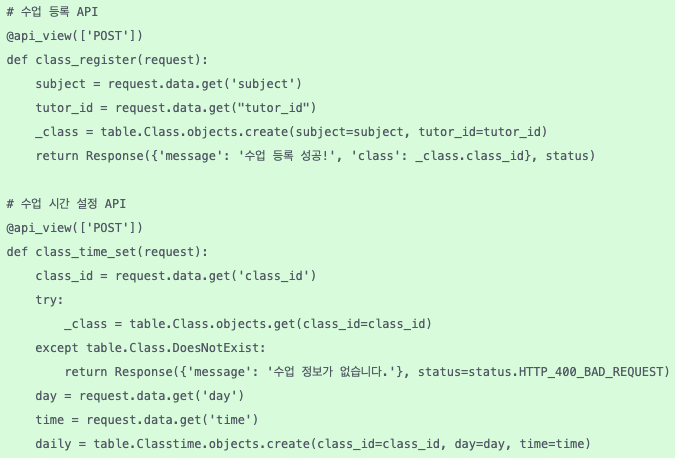 # 수업 등록 API
@api_view(['POST'])
def class_register(request):
    subject = request.data.get('subject')
    tutor_id = request.data.get("tutor_id")
    _class = table.Class.objects.create(subject=subject, tutor_id=tutor_id)
    return Response({'message': '수업 등록 성공!', 'class': _class.class_id}, status)

# 수업 시간 설정 API
@api_view(['POST'])
def class_time_set(request):
    class_id = request.data.get('class_id')
    try:
        _class = table.Class.objects.get(class_id=class_id)
    except table.Class.DoesNotExist:
        return Response({'message': '수업 정보가 없습니다.'}, status=status.HTTP_400_BAD_REQUEST)
    day = request.data.get('day')
    time = request.data.get('time')
    daily = table.Classtime.objects.create(class_id=class_id, day=day, time=time)